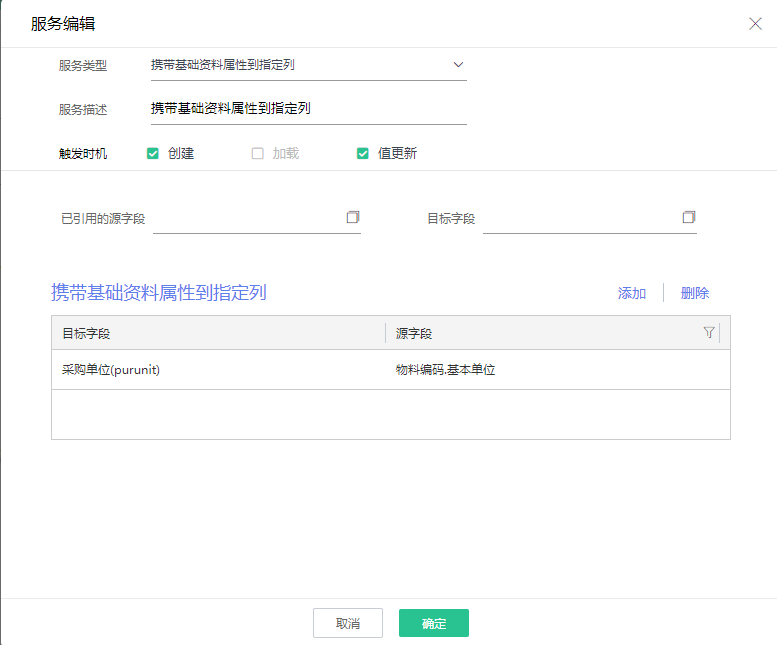 服务编辑
服务类型 携带基础资料属性到指定列
服务描述 携带基础资料属性到指定列
触发时机 创建 加载 值更新
已引用的源字段 目标字段
携带基础资料属性到指定列 添加 删除
目标字段 源字段
采购单位(purunit) 物料编码.基本单位
取消 确定